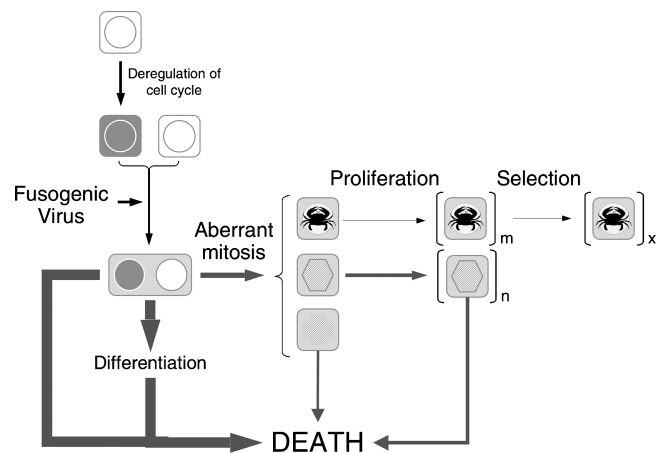 Deregulation of
cell cycle
Fusogenic
Virus
Aberrant
mitosis
Proliferation
Selection
m
x
n
Differentiation
DEATH